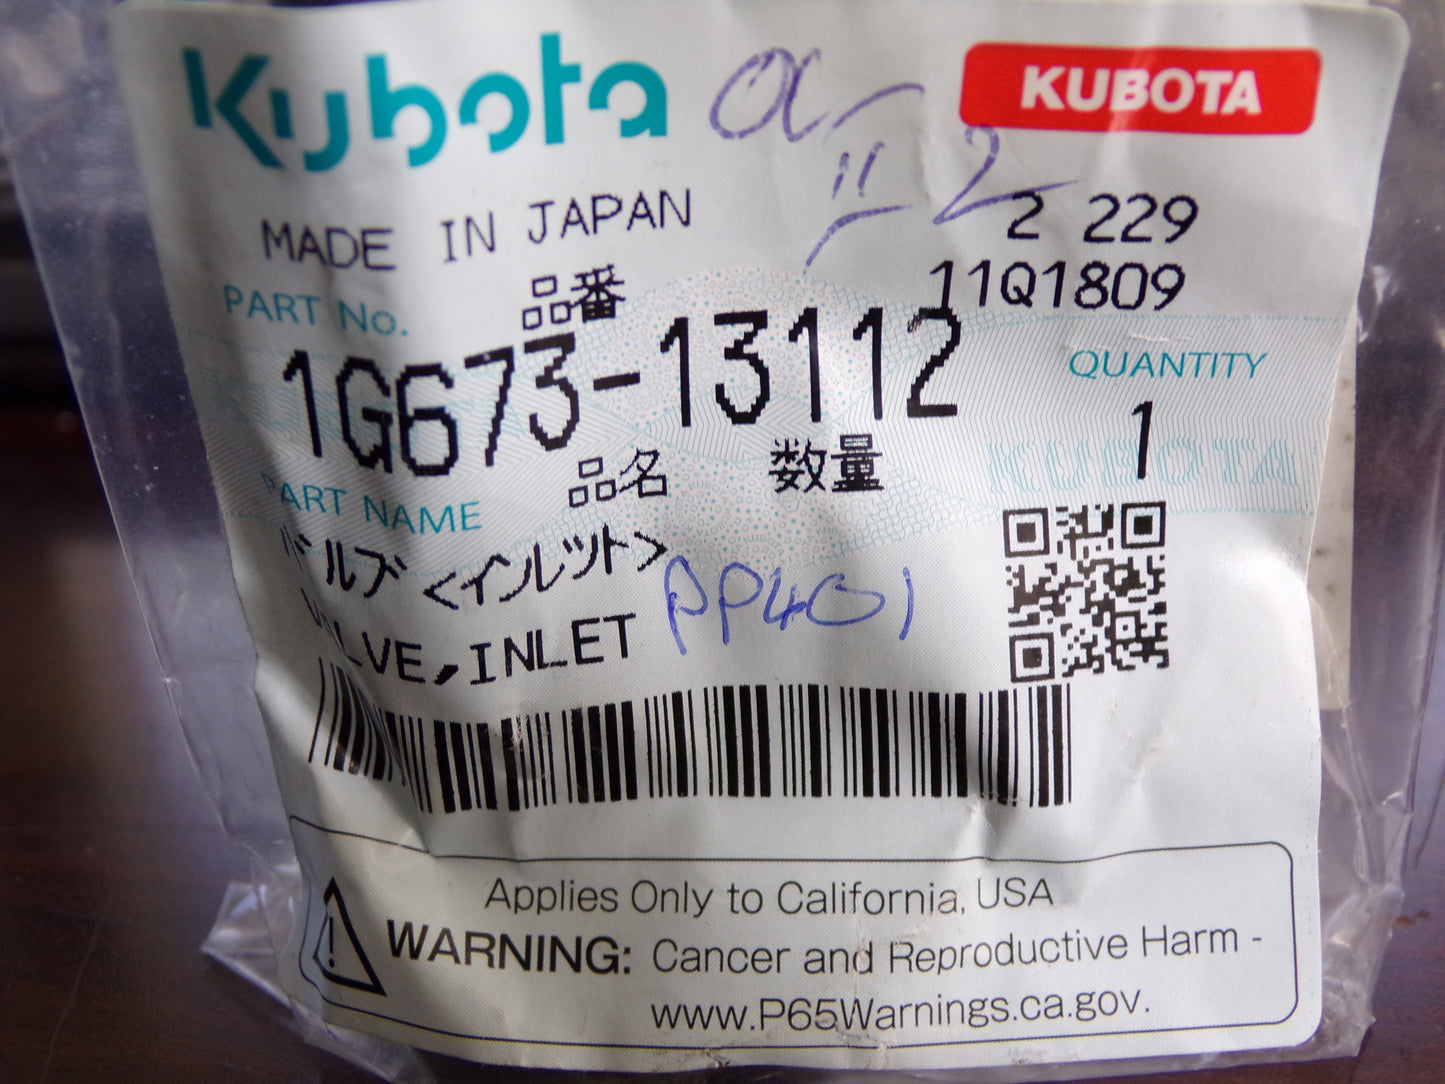 Kubota
KUBOTA
MADE IN JAPAN
2 229
11Q1809
PART No.
品番
1G673-13112
QUANTITY
1
PART NAME
品名
数量
バルブ<インレット>
VALVE,INLET
PP401
Applies Only to California, USA
WARNING: Cancer and Reproductive Harm -
www.P65Warnings.ca.gov.